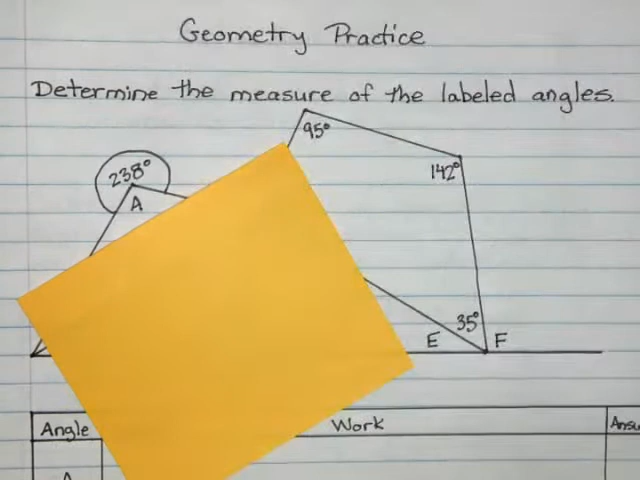 Geometry Practice
Determine the measure of the labeled angles.
95°
238°
142°
A
35°
E F
Angle Work
A